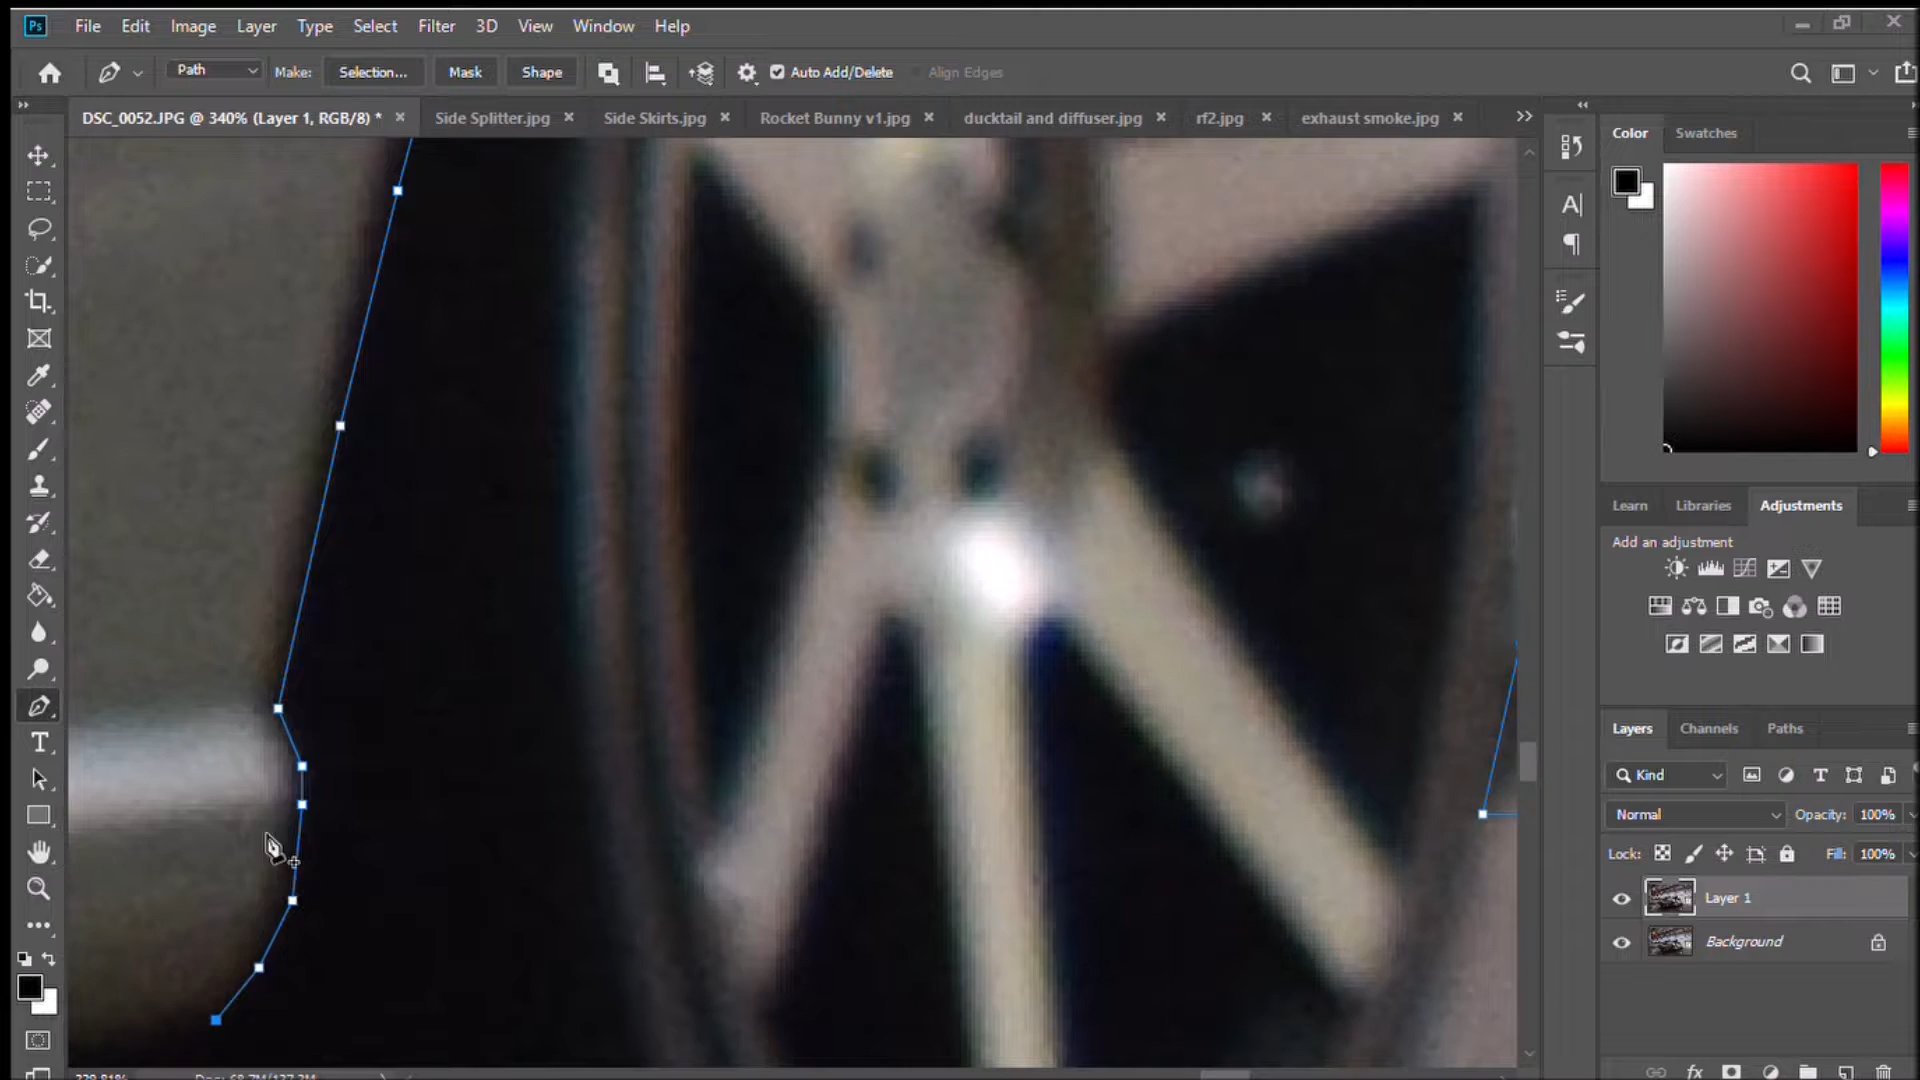 Ps File Edit Image Layer Type Select Filter 3D View Window Help
Path Make: Selection... Mask Shape Auto Add/Delete Align Edges
DSC_0052.JPG @ 340% (Layer 1, RGB/8) * Side Splitter.jpg Side Skirts.jpg Rocket Bunny v1.jpg ducktail and diffuser.jpg rf2.jpg exhaust smoke.jpg
Color Swatches
Learn Libraries Adjustments
Add an adjustment
Layers Channels Paths
Kind
Normal Opacity: 100%
Lock: Fill: 100%
Layer 1
Background
fx